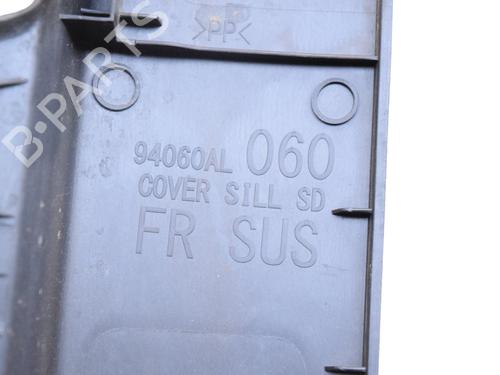 >PP<
94060AL 060
COVER SILL SD
FR SUS
B-PARTS